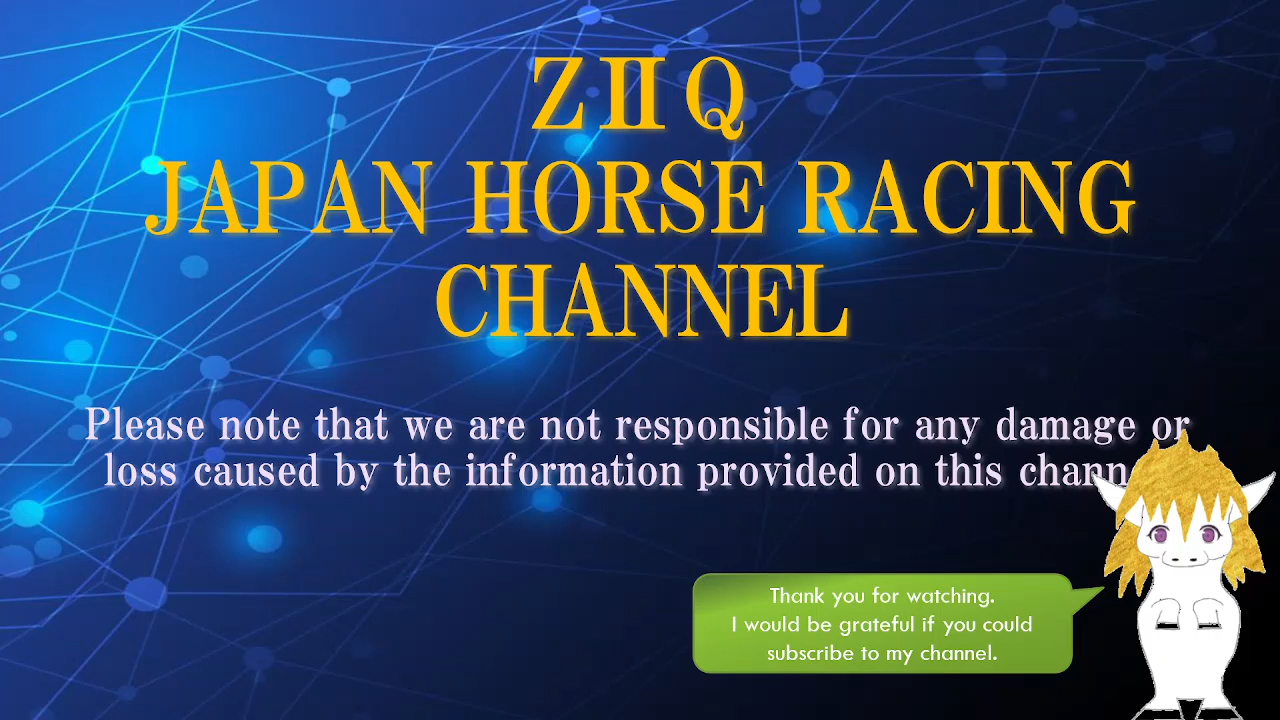 ZⅡQ
JAPAN HORSE RACING
CHANNEL
Please note that we are not responsible for any damage or
loss caused by the information provided on this chann
Thank you for watching.
I would be grateful if you could
subscribe to my channel.